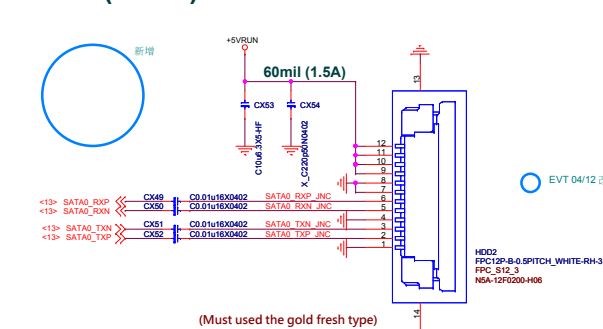 新增
+5VRUN
60mil (1.5A)
CX53
CX54
C10u6.3X5-HF
X_C220p50N0402
13
12
11
10
9
8
7
6
5
4
3
2
1
14
<13> SATA0_RXP
CX49
C0.01u16X0402
SATA0_RXP_JNC
<13> SATA0_RXN
CX50
C0.01u16X0402
SATA0_RXN_JNC
<13> SATA0_TXN
CX51
C0.01u16X0402
SATA0_TXN_JNC
<13> SATA0_TXP
CX52
C0.01u16X0402
SATA0_TXP_JNC
EVT 04/12
HDD2
FPC12P-B-0.5PITCH_WHITE-RH-3
FPC_S12_3
N5A-12F0200-H06
(Must used the gold fresh type)